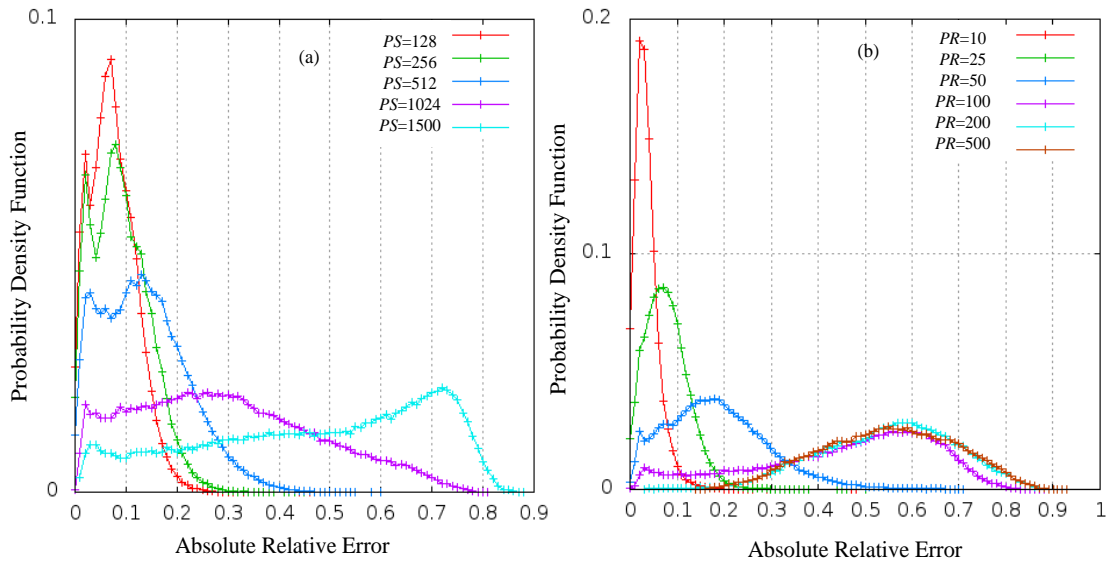 0.1
(a)
PS=128
PS=256
PS=512
PS=1024
PS=1500
Probability Density Function
0
0 0.1 0.2 0.3 0.4 0.5 0.6 0.7 0.8 0.9
Absolute Relative Error
0.2
(b)
PR=10
PR=25
PR=50
PR=100
PR=200
PR=500
0.1
Probability Density Function
0
0 0.1 0.2 0.3 0.4 0.5 0.6 0.7 0.8 0.9 1
Absolute Relative Error